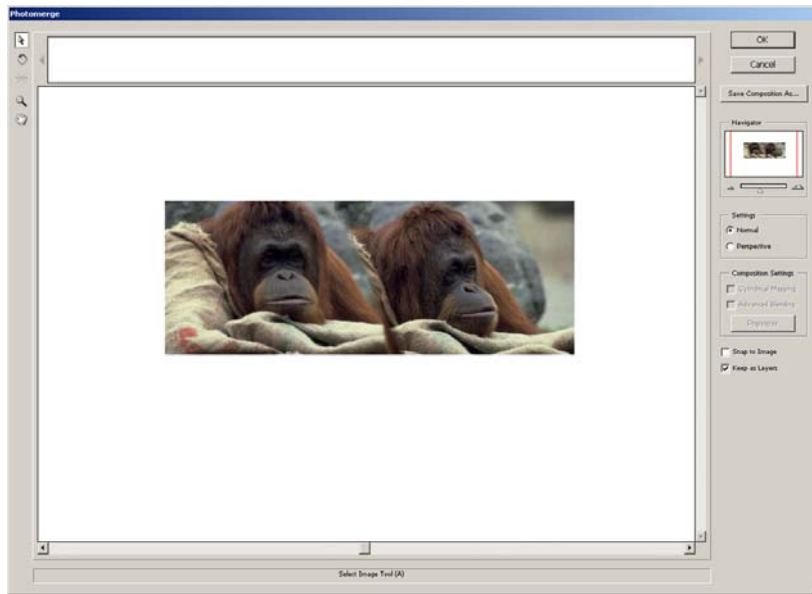 Photomerge
OK
Cancel
Save Composition As...
Navigator
Settings
Normal
Perspective
Composition Settings
Cylindrical Mapping
Advanced Blending
Snap to Image
Keep as Layers
Select Image Tool (A)